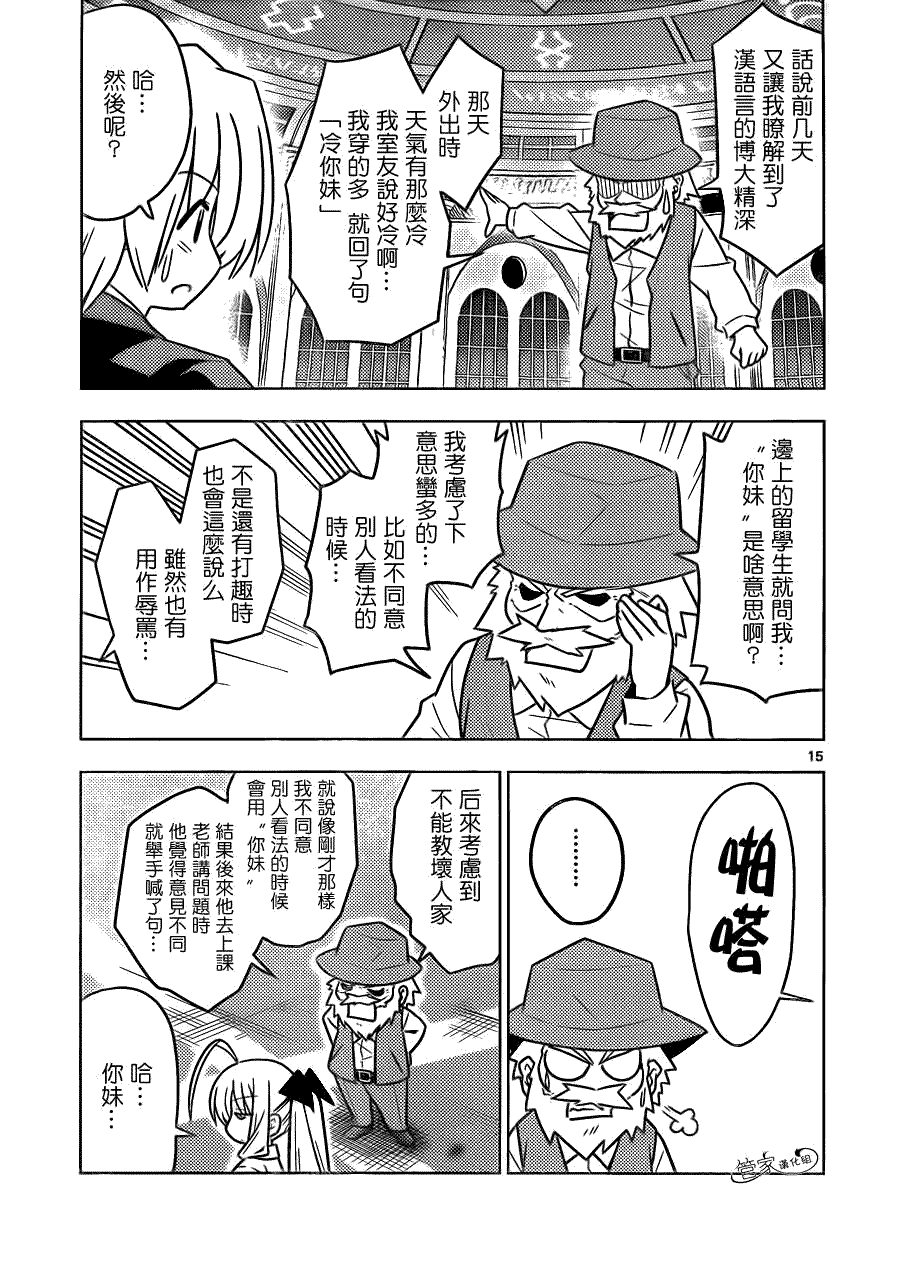 話說前几天
又讓我瞭解到了
漢語言的博大精深
那天
外出時
天氣有那麼冷
我室友說好冷啊…
我穿的多 就回了句
「冷你妹」
哈…
然後呢？
邊上的留學生就問我…
〝你妹〞是啥意思啊？
我考慮了下
意思蠻多的…
比如不同意
別人看法的
時候…
不是還有打趣時
也會這麼說么
雖然也有
用作辱罵…
15
啪嗒
……
后來考慮到
不能教壞人家
就說像剛才那樣
我不同意
別人看法的時候
會用〝你妹〞
結果後來他去上課
老師講問題時
他覺得意見不同
就舉手喊了句…
哈…
你妹…
管家漢化組